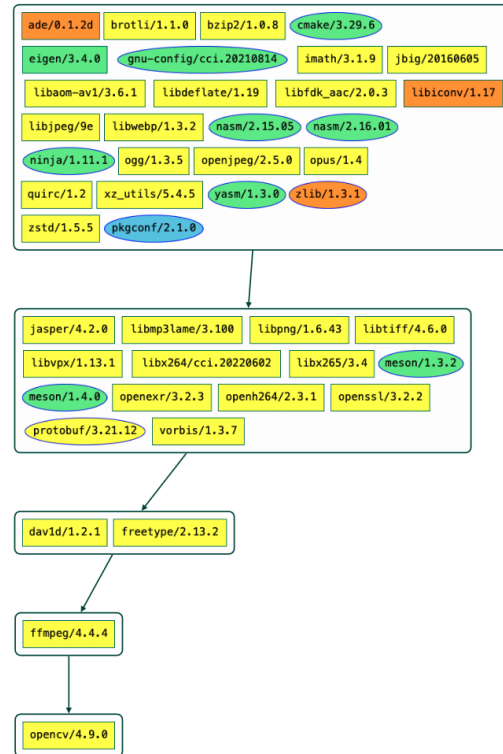 ade/0.1.2d brotli/1.1.0 bzip2/1.0.8 cmake/3.29.6
eigen/3.4.0 gnu-config/cci.20210814 imath/3.1.9 jbig/20160605
libaom-av1/3.6.1 libdeflate/1.19 libfdk_aac/2.0.3 libiconv/1.17
libjpeg/9e libwebp/1.3.2 nasm/2.15.05 nasm/2.16.01
ninja/1.11.1 ogg/1.3.5 openjpeg/2.5.0 opus/1.4
quirc/1.2 xz_utils/5.4.5 yasm/1.3.0 zlib/1.3.1
zstd/1.5.5 pkgconf/2.1.0
jasper/4.2.0 libmp3lame/3.100 libpng/1.6.43 libtiff/4.6.0
libvpx/1.13.1 libx264/cci.20220602 libx265/3.4 meson/1.3.2
meson/1.4.0 openexr/3.2.3 openh264/2.3.1 openssl/3.2.2
protobuf/3.21.12 vorbis/1.3.7
dav1d/1.2.1 freetype/2.13.2
ffmpeg/4.4.4
opencv/4.9.0